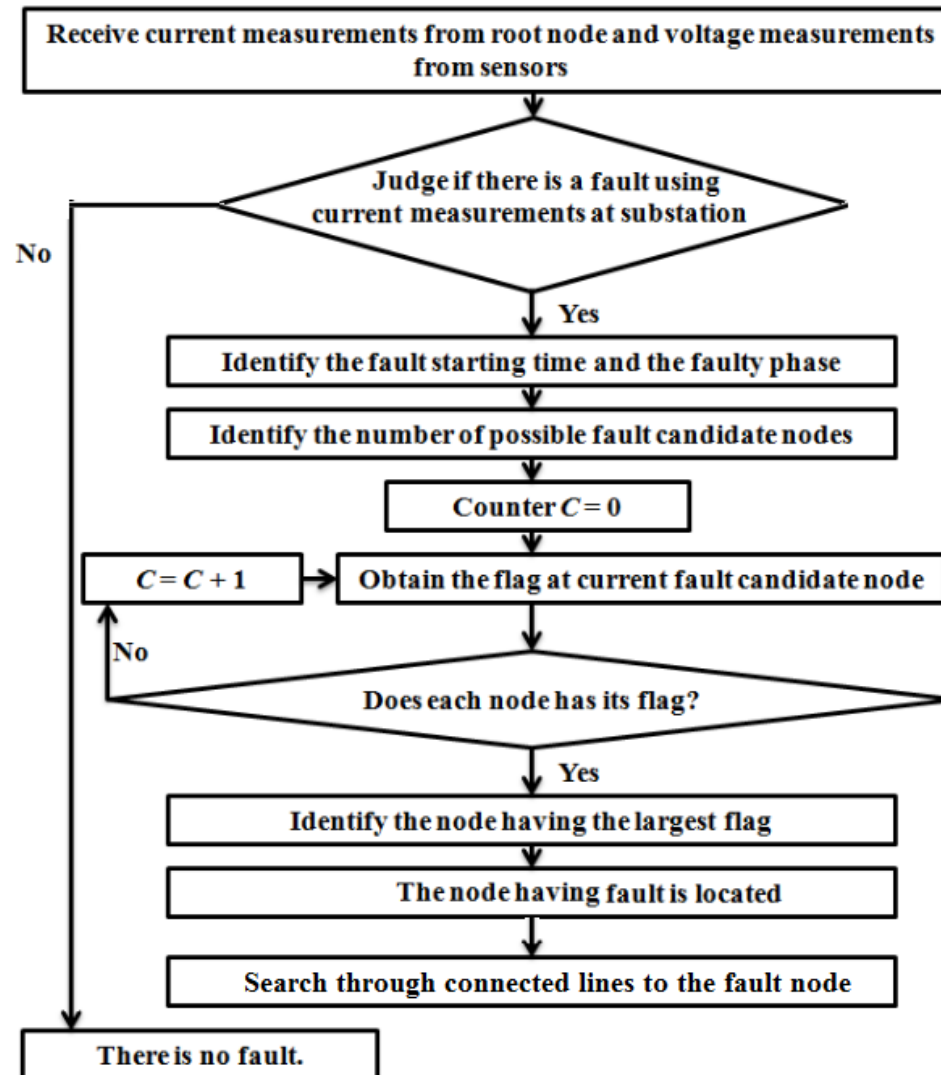 Receive current measurements from root node and voltage measurements
from sensors
Judge if there is a fault using
current measurements at substation
No
Yes
Identify the fault starting time and the faulty phase
Identify the number of possible fault candidate nodes
Counter C = 0
C = C + 1
Obtain the flag at current fault candidate node
No
Does each node has its flag?
Yes
Identify the node having the largest flag
The node having fault is located
Search through connected lines to the fault node
There is no fault.